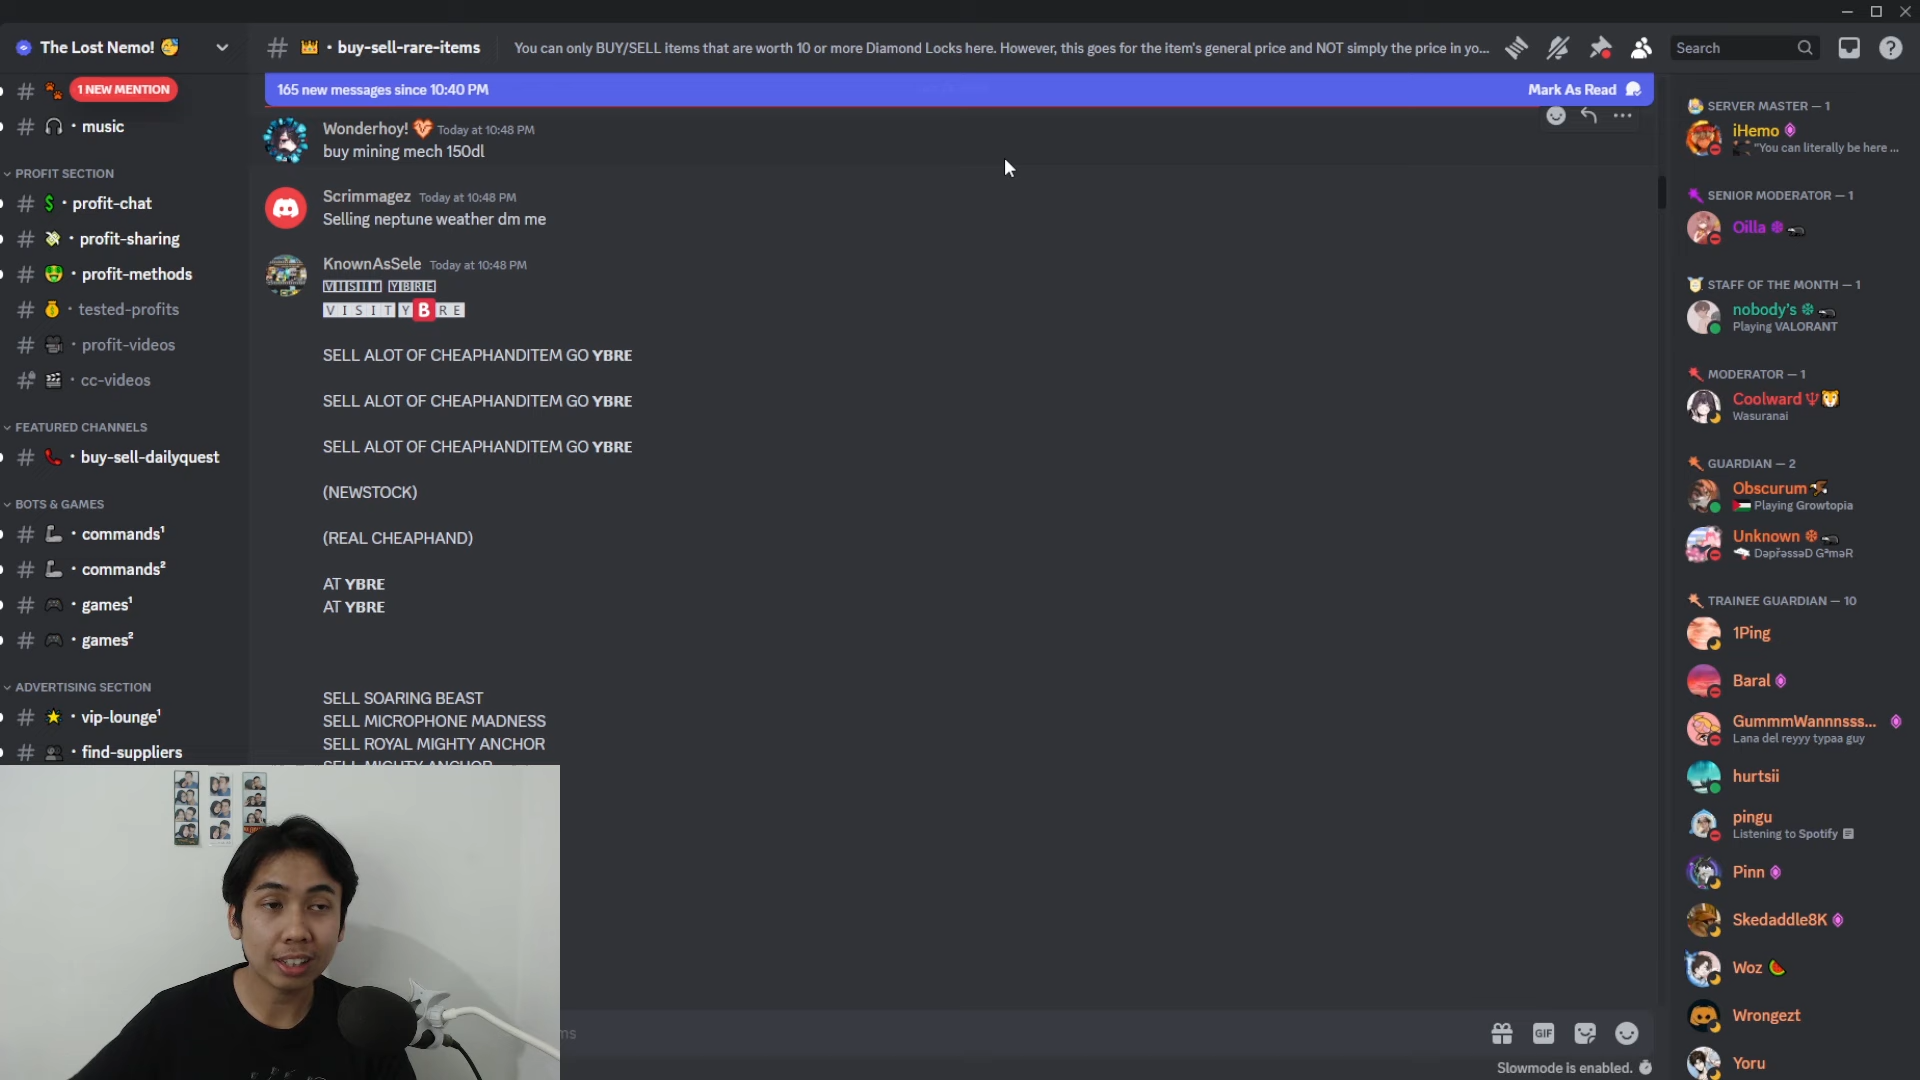 The Lost Nemo!
1 NEW MENTION
music
PROFIT SECTION
profit-chat
profit-sharing
profit-methods
tested-profits
profit-videos
cc-videos
FEATURED CHANNELS
buy-sell-dailyquest
BOTS & GAMES
commands¹
commands²
games¹
games²
ADVERTISING SECTION
vip-lounge¹
find-suppliers
buy-sell-rare-items
You can only BUY/SELL items that are worth 10 or more Diamond Locks here. However, this goes for the item's general price and NOT simply the price in yo...
Search
165 new messages since 10:40 PM
Mark As Read
Wonderhoy! Today at 10:48 PM
buy mining mech 150dl
Scrimmagez Today at 10:48 PM
Selling neptune weather dm me
KnownAsSele Today at 10:48 PM
VISIT YBRE
VISIT YBRE
SELL ALOT OF CHEAPHANDITEM GO YBRE
SELL ALOT OF CHEAPHANDITEM GO YBRE
SELL ALOT OF CHEAPHANDITEM GO YBRE
(NEWSTOCK)
(REAL CHEAPHAND)
AT YBRE
AT YBRE
SELL SOARING BEAST
SELL MICROPHONE MADNESS
SELL ROYAL MIGHTY ANCHOR
SELL MIGHTY ANCHOR
GIF
Slowmode is enabled.
SERVER MASTER — 1
iHemo
"You can literally be here ...
SENIOR MODERATOR — 1
Oilla
STAFF OF THE MONTH — 1
nobody's
Playing VALORANT
MODERATOR — 1
Coolward
Wasuranai
GUARDIAN — 2
Obscurum
Playing Growtopia
Unknown
DəpřəssəD GᵃməR
TRAINEE GUARDIAN — 10
1Ping
Baral
GummmWannnsss...
Lana del reyyy typaa guy
hurtsii
pingu
Listening to Spotify
Pinn
Skedaddle8K
Woz
Wrongezt
Yoru